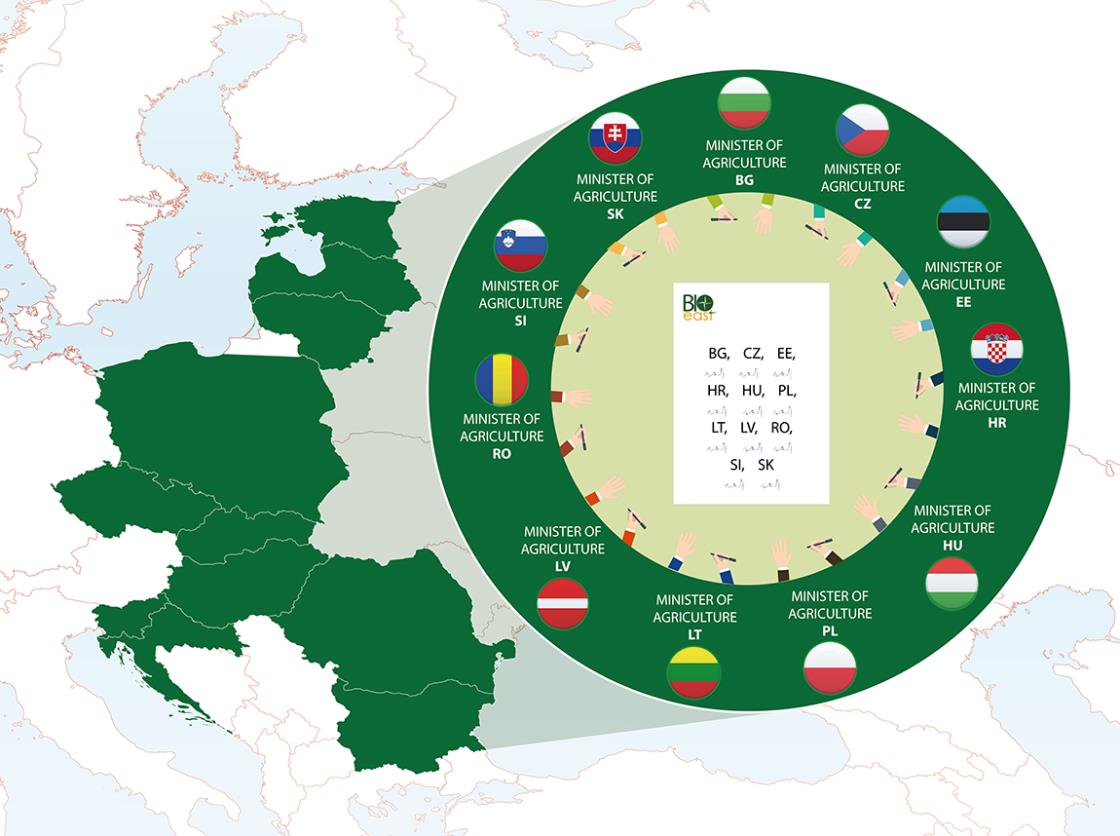 MINISTER OF
AGRICULTURE
BG
MINISTER OF
AGRICULTURE
CZ
MINISTER OF
AGRICULTURE
EE
MINISTER OF
AGRICULTURE
HR
MINISTER OF
AGRICULTURE
HU
MINISTER OF
AGRICULTURE
PL
MINISTER OF
AGRICULTURE
LT
MINISTER OF
AGRICULTURE
LV
MINISTER OF
AGRICULTURE
RO
MINISTER OF
AGRICULTURE
SI
MINISTER OF
AGRICULTURE
SK
BIO
east
BG, CZ, EE,
HR, HU, PL,
LT, LV, RO,
SI, SK